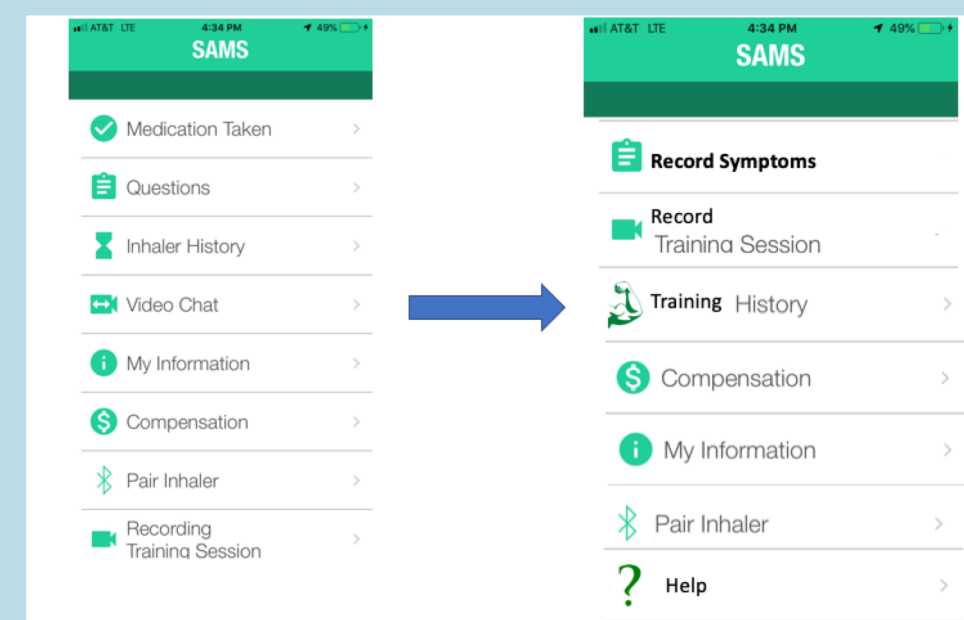 AT&T LTE 4:34 PM 49%
SAMS
Medication Taken
Questions
Inhaler History
Video Chat
My Information
Compensation
Pair Inhaler
Recording
Training Session
AT&T LTE 4:34 PM 49%
SAMS
Record Symptoms
Record
Training Session
Training History
Compensation
My Information
Pair Inhaler
? Help